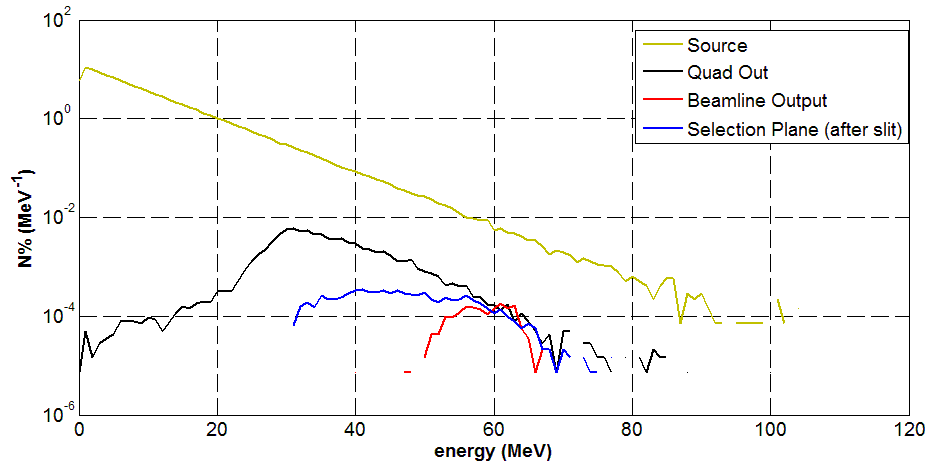 10^2
10^0
10^-2
10^-4
10^-6
N% (MeV^-1)
Source
Quad Out
Beamline Output
Selection Plane (after slit)
0 20 40 60 80 100 120
energy (MeV)